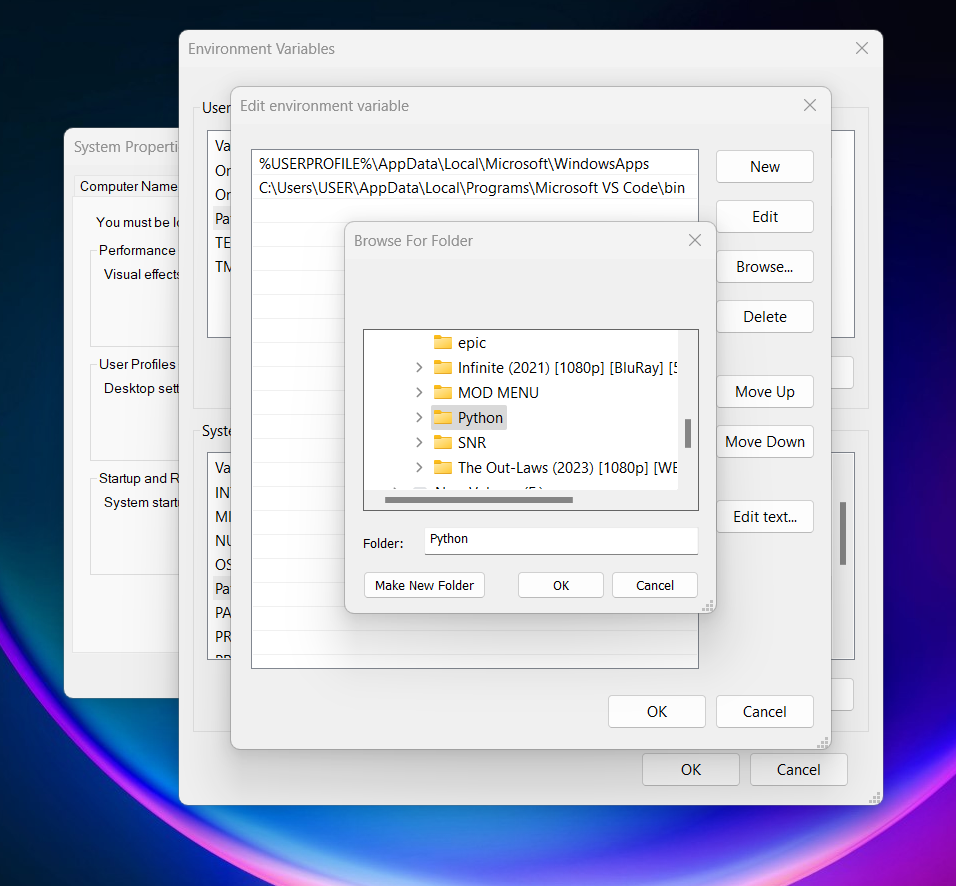 Environment Variables
Edit environment variable
System Properti
User
Va
On
On
Pa
TE
TM
%USERPROFILE%\AppData\Local\Microsoft\WindowsApps
C:\Users\USER\AppData\Local\Programs\Microsoft VS Code\bin
New
Edit
Browse...
Delete
Move Up
Move Down
Edit text...
Computer Name
You must be lo
Performance
Visual effects
User Profiles
Desktop sett
Startup and R
System startu
Syste
Va
IN
NU
OS
Pa
PA
PR
Browse For Folder
epic
Infinite (2021) [1080p] [BluRay] [5
MOD MENU
Python
SNR
The Out-Laws (2023) [1080p] [WE
Folder:
Python
Make New Folder
OK
Cancel
OK
Cancel
OK
Cancel